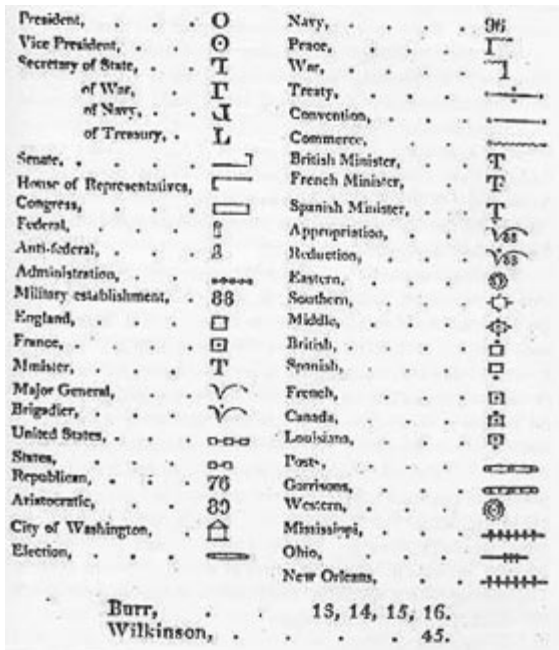 President,
Vice President,
Secretary of State,
of War,
of Navy,
of Treasury,
Senate,
House of Representatives,
Congress,
Federal,
Anti-federal,
Administration,
Military establishment, 88
England,
France,
Minister
Major General,
Brigadier,
United States,
States,
Republican, 76
Aristocratic,
City of Washington,
Election,
Navy, 96
Peace,
War,
Treaty,
Convention,
Commerce,
British Minister,
French Minister,
Spanish Minister,
Appropriation,
Reduction,
Eastern,
Southern,
Middle,
British,
Spanish,
French,
Canada,
Louisiana,
Post,
Garrisons,
Western,
Mississippi,
Ohio,
New Orleans,
Burr, . . 13, 14, 15, 16.
Wilkinson, . . . 45.